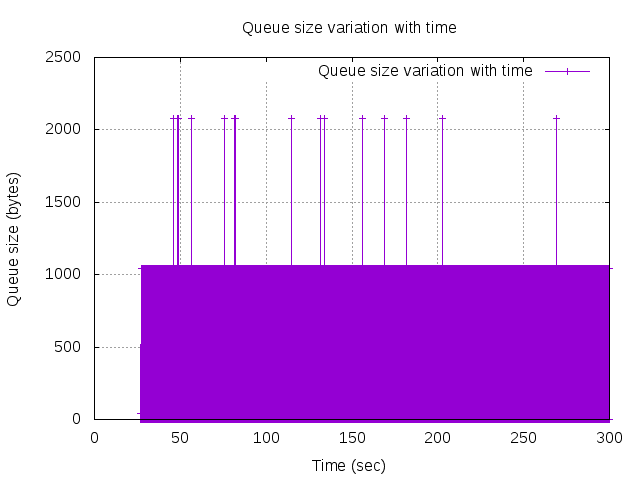 Queue size variation with time
2500
Queue size variation with time
2000
1500
1000
500
0
Queue size (bytes)
0 50 100 150 200 250 300
Time (sec)